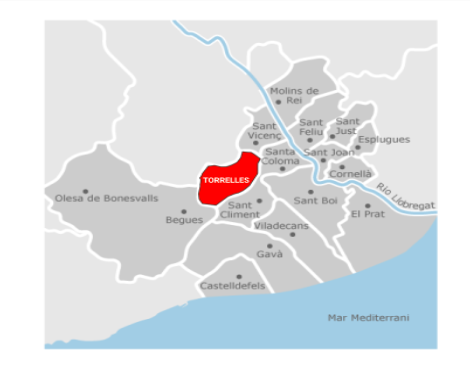 Molins de
Rei
Sant
Vicenç
Sant
Feliu
Sant
Just
Esplugues
Santa
Coloma
Sant Joan
Cornellà
TORRELLES
Olesa de Bonesvalls
Begues
Sant
Climent
Sant Boi
El Prat
Riu Llobregat
Viladecans
Gavà
Castelldefels
Mar Mediterrani